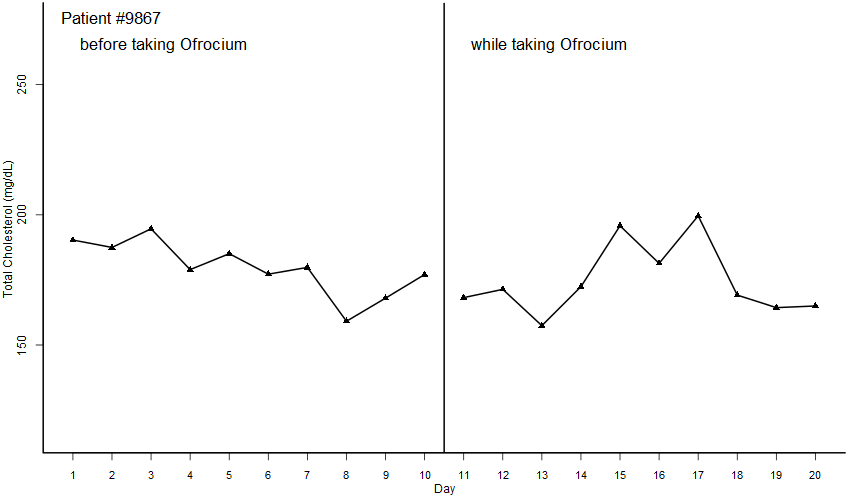 Patient #9867
before taking Ofrocium
while taking Ofrocium
Total Cholesterol (mg/dL)
250
200
150
1 2 3 4 5 6 7 8 9 10 11 12 13 14 15 16 17 18 19 20
Day